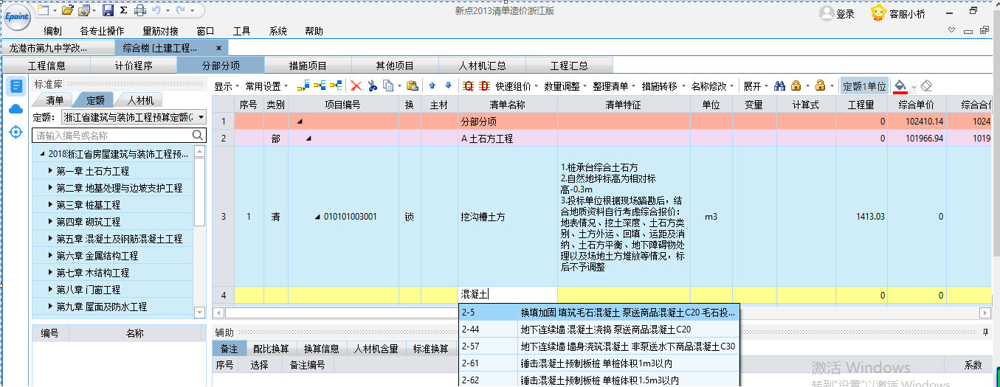 Epoint
新点2013清单造价浙江版
登录
客服小桥
编制 各专业操作 量筋对接 窗口 工具 系统 帮助
龙港市第九中学改... 综合楼 [土建工程... ×
工程信息 计价程序 分部分项 措施项目 其他项目 人材机汇总 工程汇总
标准库
清单 定额 人材机
定额: 浙江省建筑与装饰工程预算定额(2
请输入编号或名称
2018浙江省房屋建筑与装饰工程预...
第一章 土石方工程
第二章 地基处理与边坡支护工程
第三章 桩基工程
第四章 砌筑工程
第五章 混凝土及钢筋混凝土工程
第六章 金属结构工程
第七章 木结构工程
第八章 门窗工程
第九章 屋面及防水工程
编号 名称
显示 常用设置 快速组价 数量调整 整理清单 措施转移 名称修改 展开 定额1单位
序号 类别 项目编号 换 主材 清单名称 清单特征 单位 变量 计算式 工程量 综合单价 综合合
1 分部分项 0 102410.14 1024
2 部 A 土石方工程 0 101966.94 1019
3 1 清 010101003001 锁 挖沟槽土方
1.桩承台综合土石方
2.自然地坪标高为相对标
高-0.3m
3.投标单位根据现场踏勘后，结
合地质资料自行考虑综合报价：
地表情况、挖土深度、土石方类
别、土方外运、回填、运距及消
纳、土石方平衡、地下障碍物处
理以及场地土方堆放等情况，标
后不予调整
m3 1413.03 0
4 混凝土 0 0
2-5 换填加固 填筑毛石混凝土 泵送商品混凝土C20 毛石投...
2-44 地下连续墙 混凝土浇捣 泵送商品混凝土C20
2-57 地下连续墙 墙身浇筑混凝土 非泵送水下商品混凝土C30
2-61 锤击混凝土预制板桩 单桩体积1m3以内
2-62 锤击混凝土预制板桩 单桩体积1.5m3以内
辅助
备注 配比换算 换算信息 人材机含量 标准换算
序号 选择 备注编号 系数
激活 Windows
转到"设置"以激活 Windows